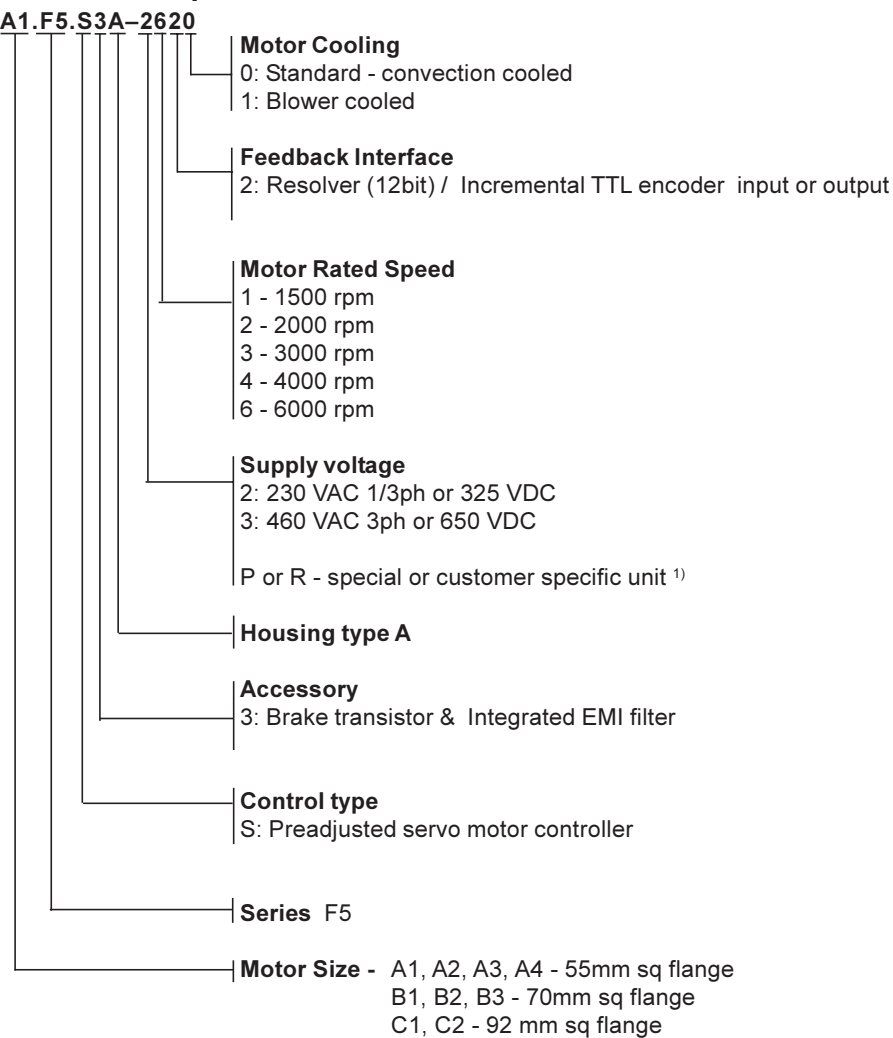 A1.F5.S3A–2620
Motor Cooling
0: Standard - convection cooled
1: Blower cooled
Feedback Interface
2: Resolver (12bit) / Incremental TTL encoder input or output
Motor Rated Speed
1 - 1500 rpm
2 - 2000 rpm
3 - 3000 rpm
4 - 4000 rpm
6 - 6000 rpm
Supply voltage
2: 230 VAC 1/3ph or 325 VDC
3: 460 VAC 3ph or 650 VDC
P or R - special or customer specific unit 1)
Housing type A
Accessory
3: Brake transistor & Integrated EMI filter
Control type
S: Preadjusted servo motor controller
Series F5
Motor Size - A1, A2, A3, A4 - 55mm sq flange
B1, B2, B3 - 70mm sq flange
C1, C2 - 92 mm sq flange